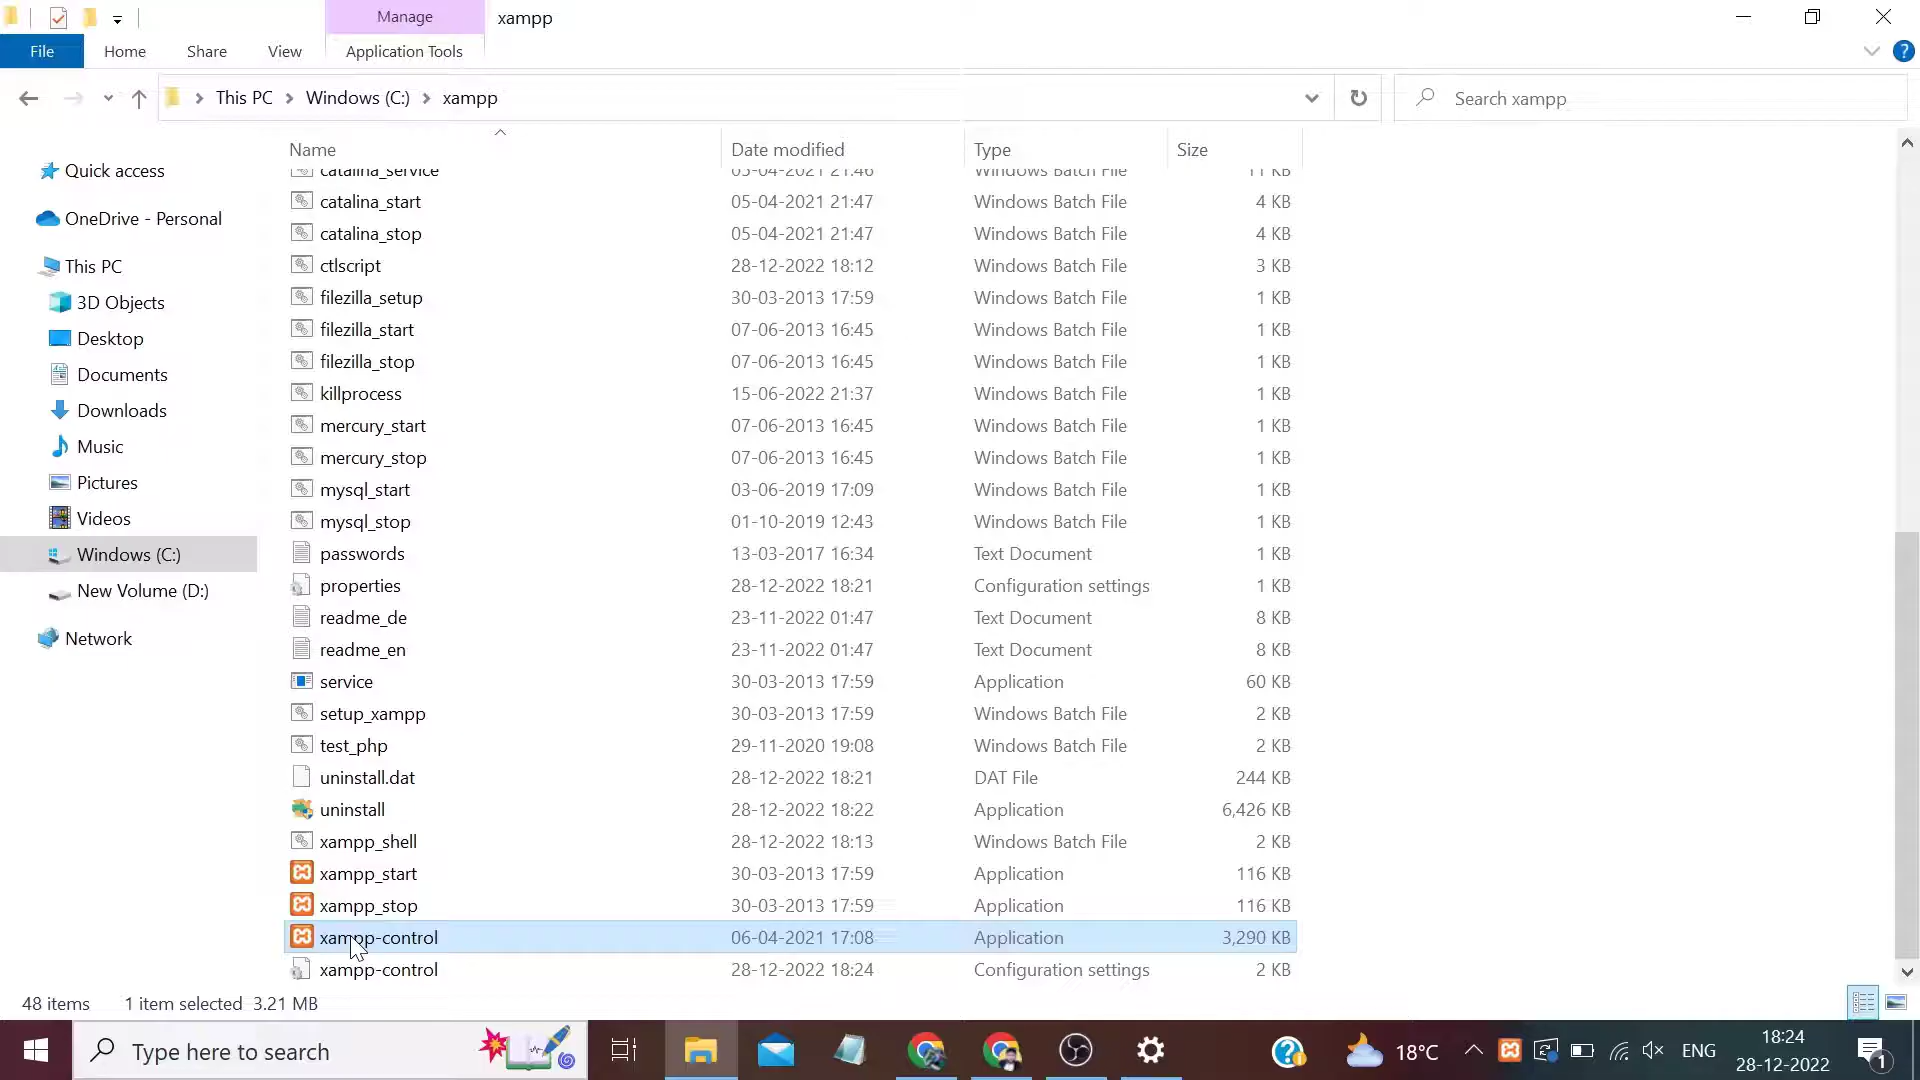 Manage
xampp
File
Home
Share
View
Application Tools
This PC
Windows (C:)
xampp
Search xampp
Name
Date modified
Type
Size
catalina_service 05-04-2021 21:46 Windows Batch File 11 KB
catalina_start 05-04-2021 21:47 Windows Batch File 4 KB
catalina_stop 05-04-2021 21:47 Windows Batch File 4 KB
ctlscript 28-12-2022 18:12 Windows Batch File 3 KB
filezilla_setup 30-03-2013 17:59 Windows Batch File 1 KB
filezilla_start 07-06-2013 16:45 Windows Batch File 1 KB
filezilla_stop 07-06-2013 16:45 Windows Batch File 1 KB
killprocess 15-06-2022 21:37 Windows Batch File 1 KB
mercury_start 07-06-2013 16:45 Windows Batch File 1 KB
mercury_stop 07-06-2013 16:45 Windows Batch File 1 KB
mysql_start 03-06-2019 17:09 Windows Batch File 1 KB
mysql_stop 01-10-2019 12:43 Windows Batch File 1 KB
passwords 13-03-2017 16:34 Text Document 1 KB
properties 28-12-2022 18:21 Configuration settings 1 KB
readme_de 23-11-2022 01:47 Text Document 8 KB
readme_en 23-11-2022 01:47 Text Document 8 KB
service 30-03-2013 17:59 Application 60 KB
setup_xampp 30-03-2013 17:59 Windows Batch File 2 KB
test_php 29-11-2020 19:08 Windows Batch File 2 KB
uninstall.dat 28-12-2022 18:21 DAT File 244 KB
uninstall 28-12-2022 18:22 Application 6,426 KB
xampp_shell 28-12-2022 18:13 Windows Batch File 2 KB
xampp_start 30-03-2013 17:59 Application 116 KB
xampp_stop 30-03-2013 17:59 Application 116 KB
xampp-control 06-04-2021 17:08 Application 3,290 KB
xampp-control 28-12-2022 18:24 Configuration settings 2 KB
Quick access
OneDrive - Personal
This PC
3D Objects
Desktop
Documents
Downloads
Music
Pictures
Videos
Windows (C:)
New Volume (D:)
Network
48 items
1 item selected 3.21 MB
Type here to search
18°C
ENG
18:24
28-12-2022
1